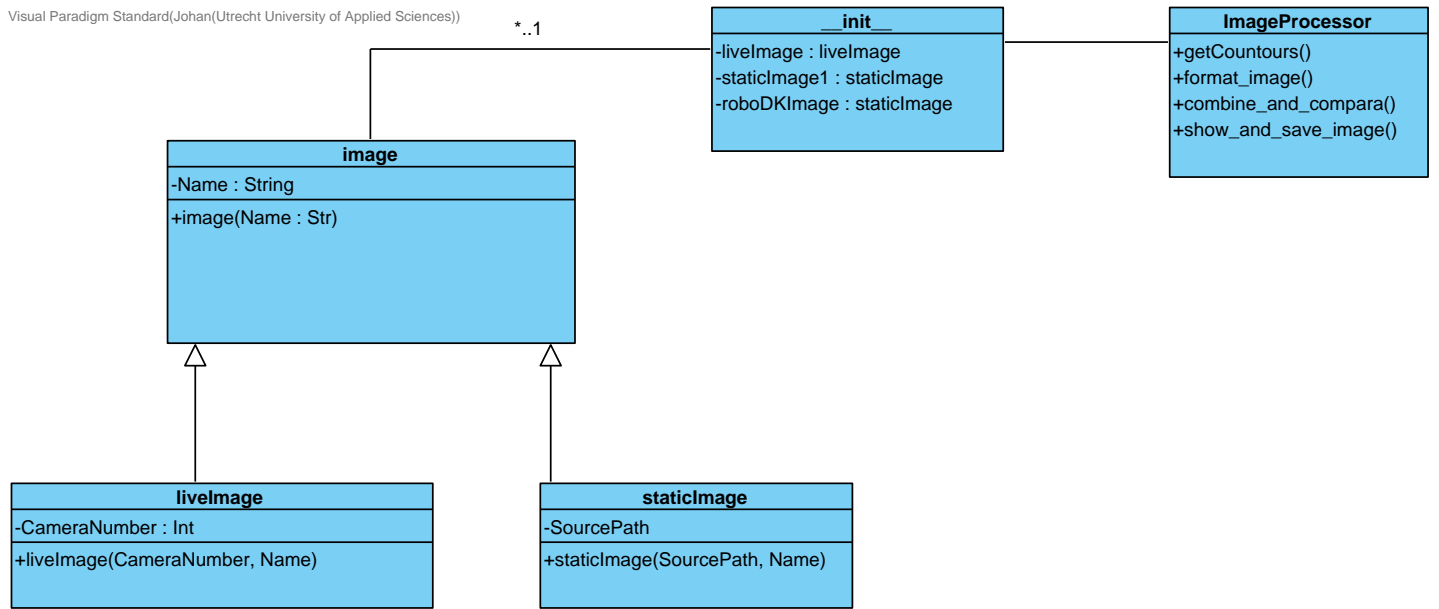 Visual Paradigm Standard(Johan(Utrecht University of Applied Sciences))
*..1
__init__
-liveImage : liveImage
-staticImage1 : staticImage
-roboDKImage : staticImage
ImageProcessor
+getCountours()
+format_image()
+combine_and_compara()
+show_and_save_image()
image
-Name : String
+image(Name : Str)
liveImage
-CameraNumber : Int
+liveImage(CameraNumber, Name)
staticImage
-SourcePath
+staticImage(SourcePath, Name)